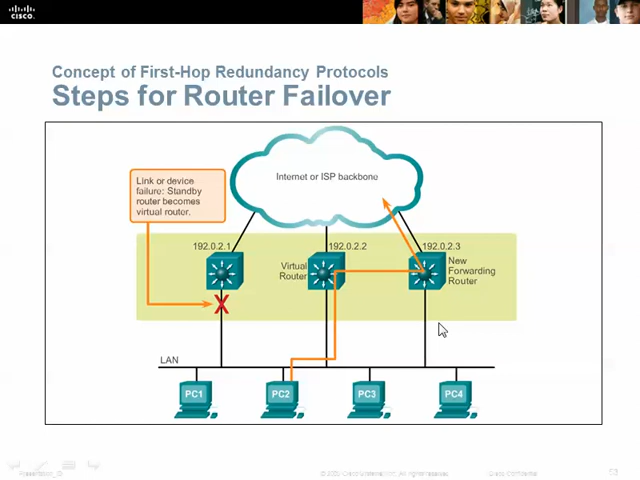 CISCO
Concept of First-Hop Redundancy Protocols
Steps for Router Failover
Internet or ISP backbone
Link or device
failure: Standby
router becomes
virtual router.
192.0.2.1
192.0.2.2
192.0.2.3
Virtual
Router
New
Forwarding
Router
X
LAN
PC1
PC2
PC3
PC4
Presentation_ID
Cisco Confidential